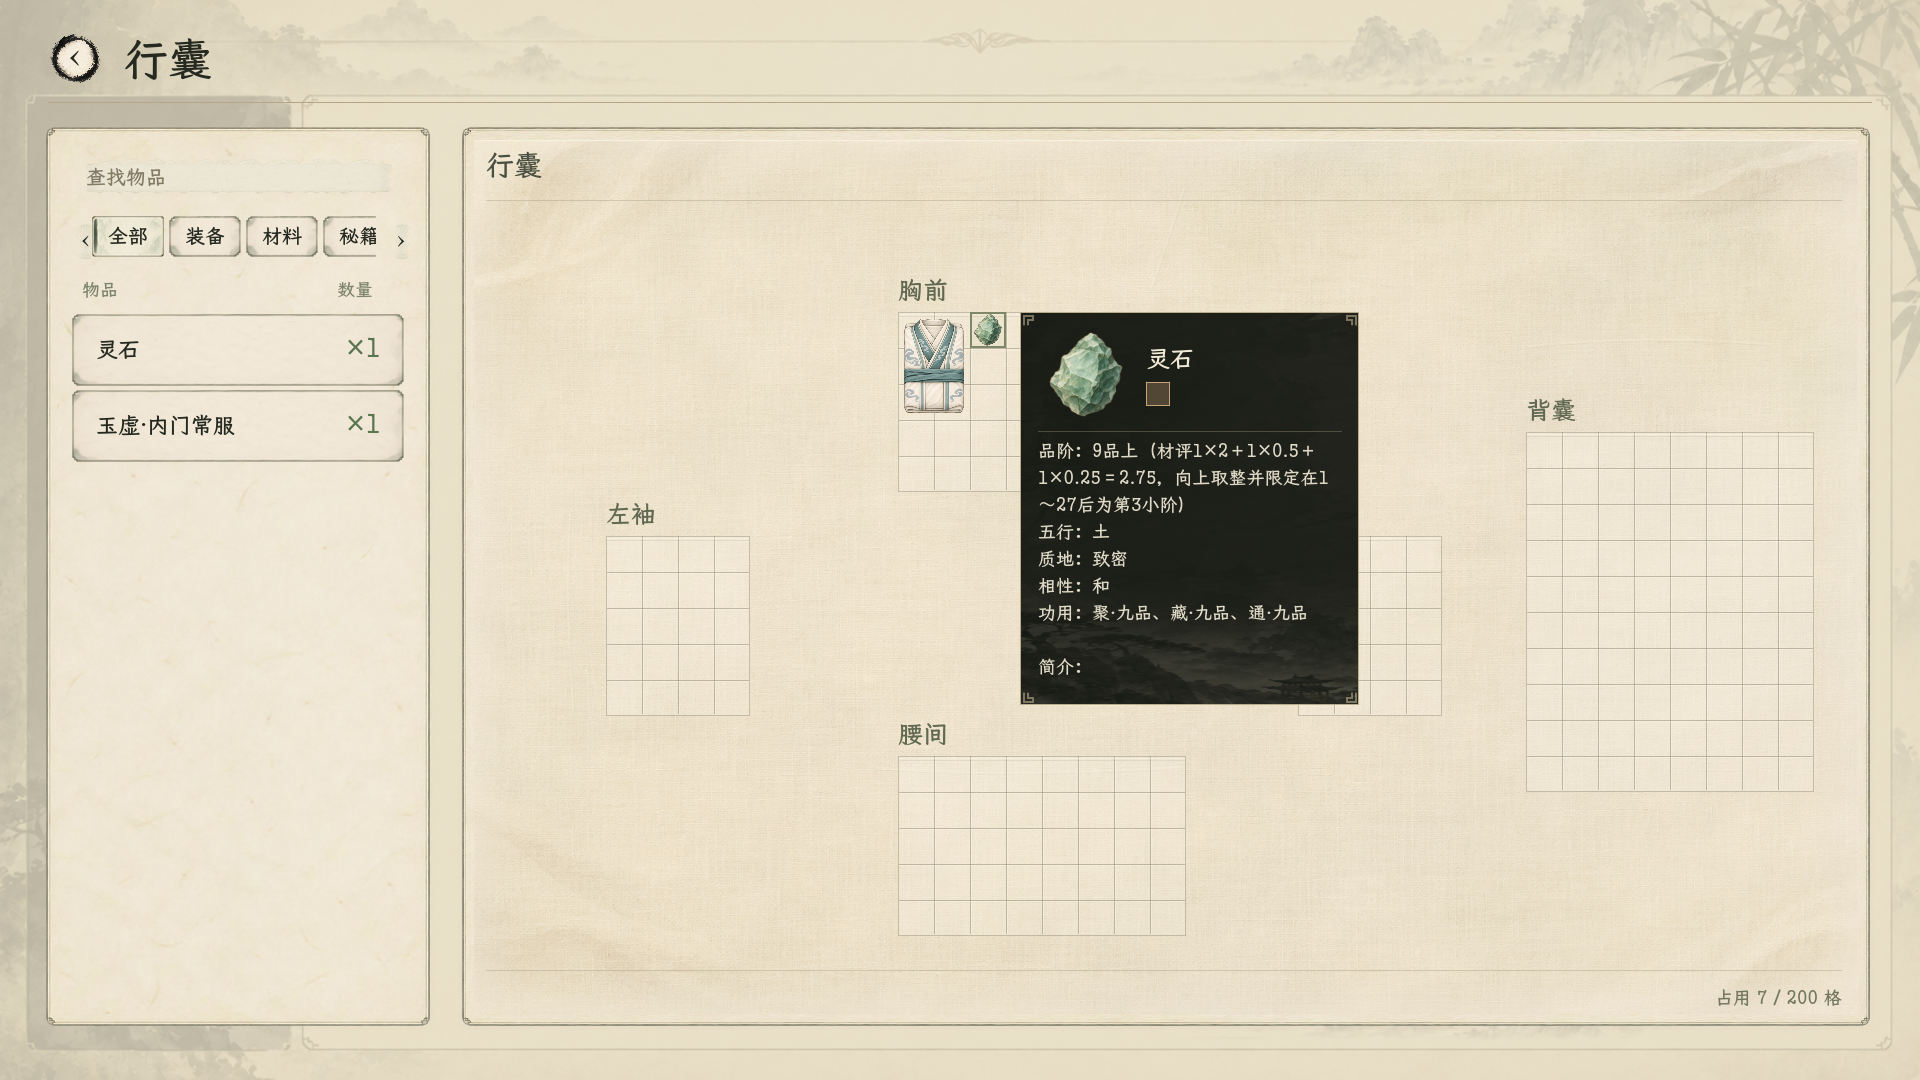 行囊
查找物品
全部 装备 材料 秘籍
物品 数量
灵石 ×1
玉虚·内门常服 ×1
行囊
胸前
灵石
品阶：9品上（材评1×2＋1×0.5＋
1×0.25＝2.75，向上取整并限定在1
～27后为第3小阶）
五行：土
质地：致密
相性：和
功用：聚·九品、藏·九品、通·九品
简介：
背囊
左袖
腰间
占用 7 / 200 格